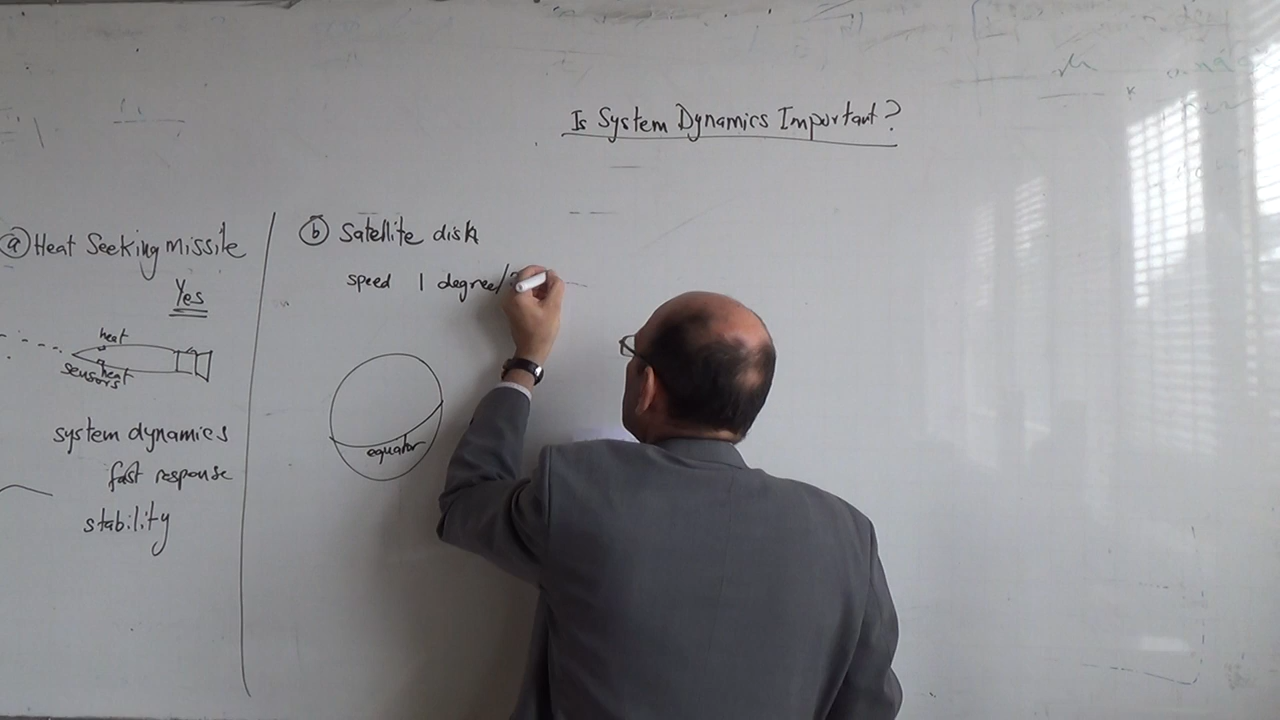 Is System Dynamics Important?
ⓐ Heat Seeking Missile
Yes
heat
sensors
heat
system dynamics
fast response
stability
ⓑ Satellite disk
speed 1 degree/
equator